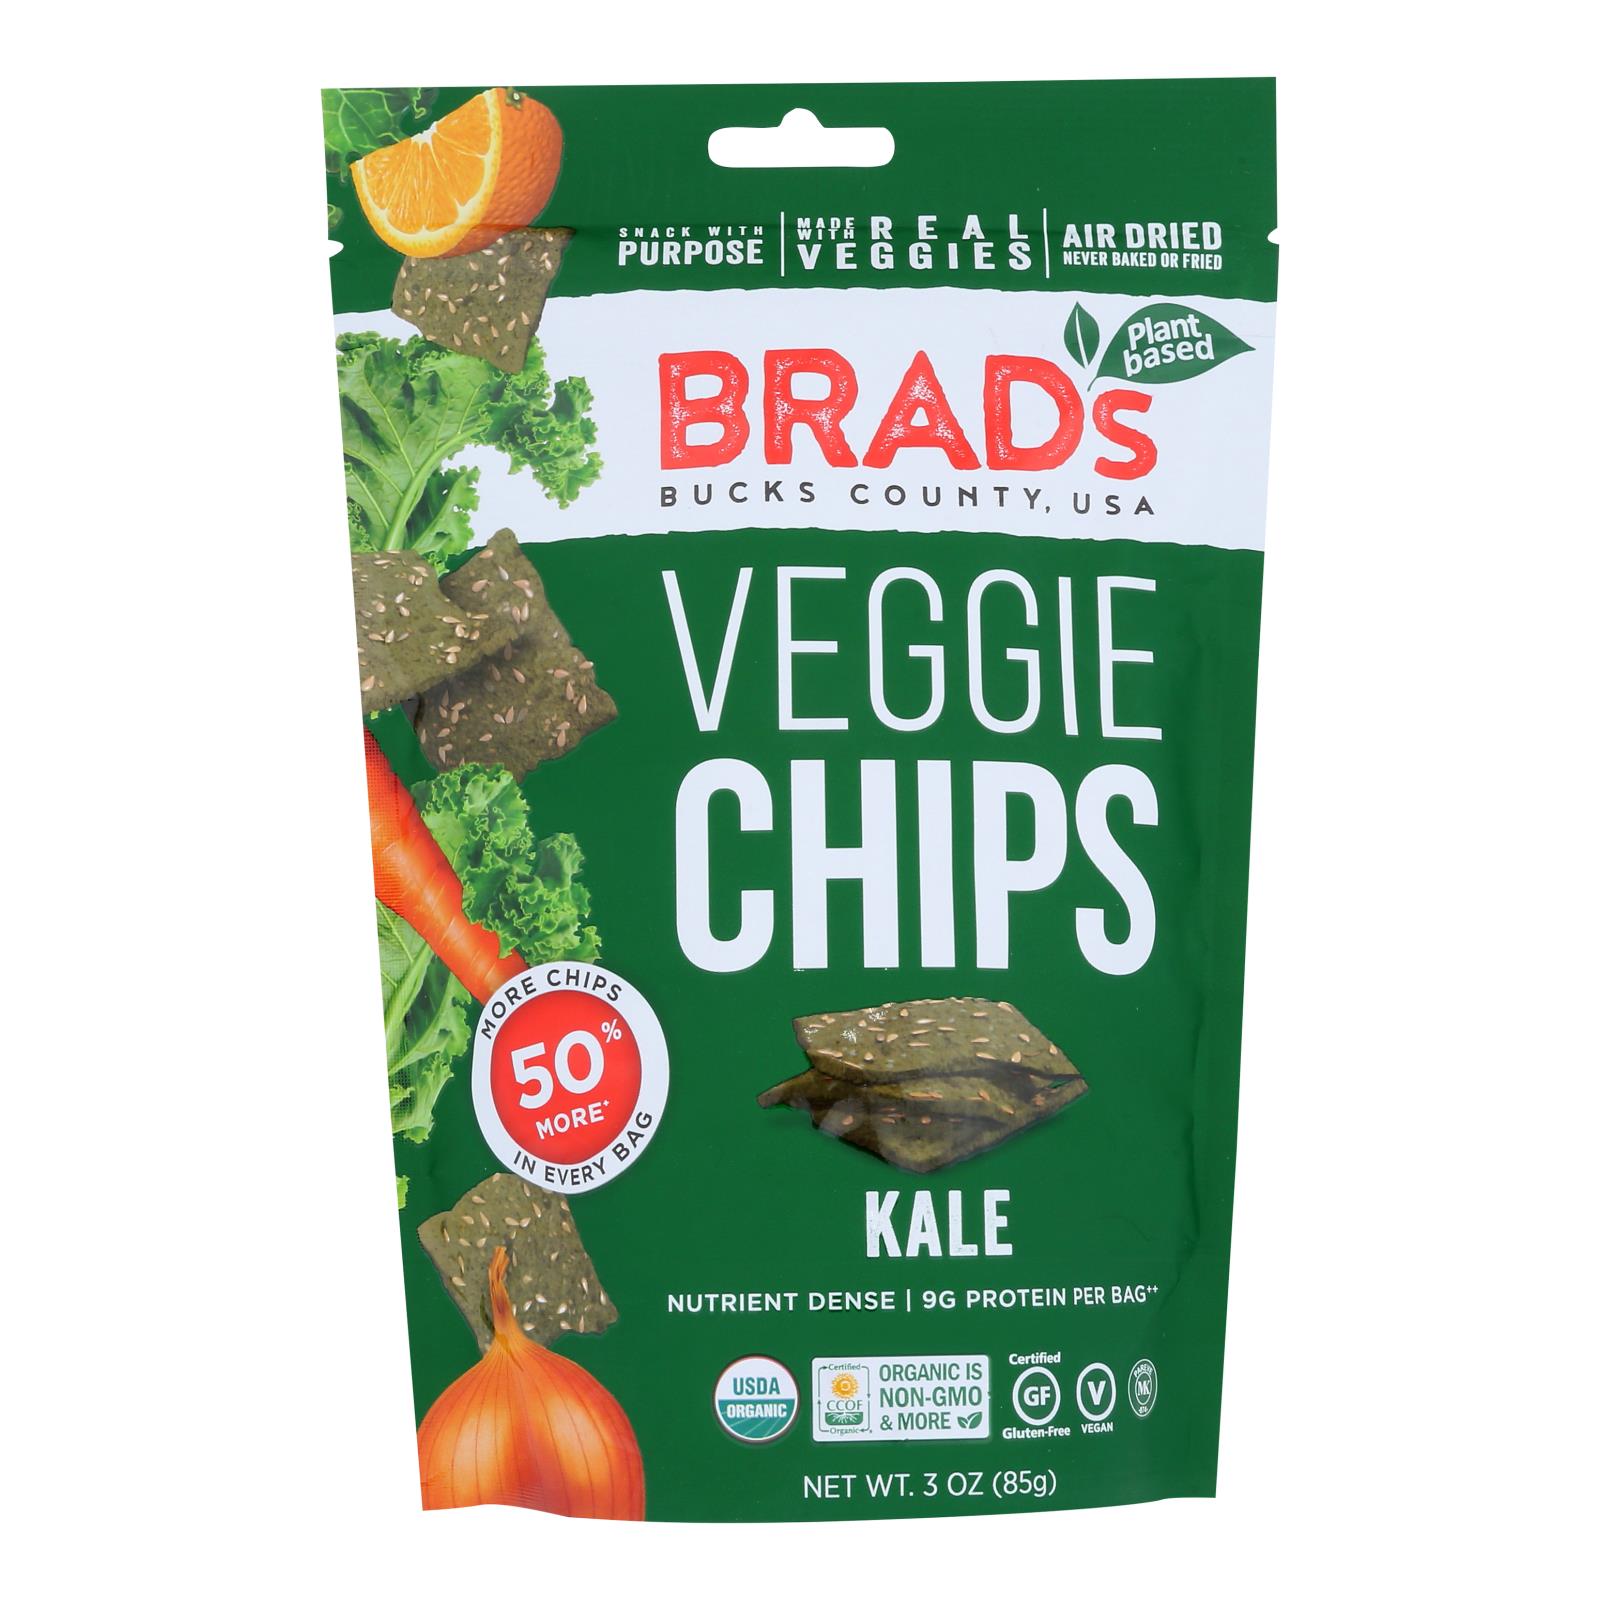 SNACK WITH
PURPOSE
MADE WITH REAL
VEGGIES
AIR DRIED
NEVER BAKED OR FRIED
Plant
based
BRADs
BUCKS COUNTY, USA
VEGGIE
CHIPS
MORE CHIPS
50%
MORE+
IN EVERY BAG
KALE
NUTRIENT DENSE | 9G PROTEIN PER BAG++
USDA
ORGANIC
Certified
CCOF
Organic
ORGANIC IS
NON-GMO
& MORE
Certified
GF
Gluten-Free
V
VEGAN
PAREVE
MK
NET WT. 3 OZ (85g)